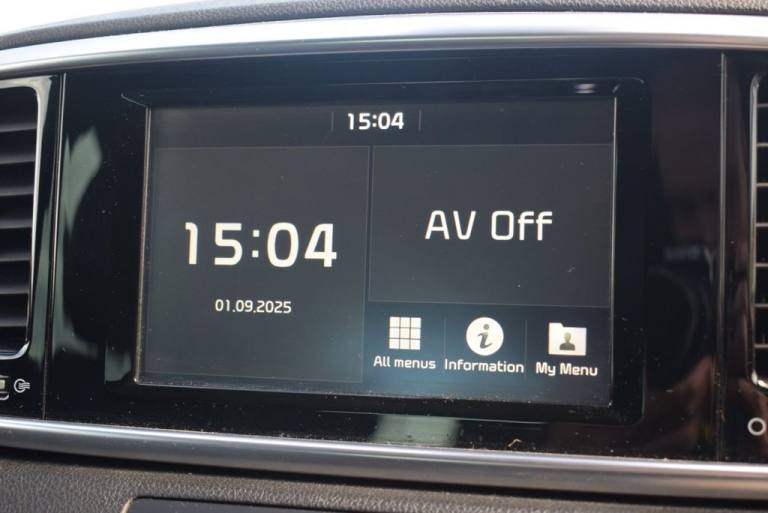 15:04
15:04
01.09.2025
AV Off
All menus
Information
My Menu